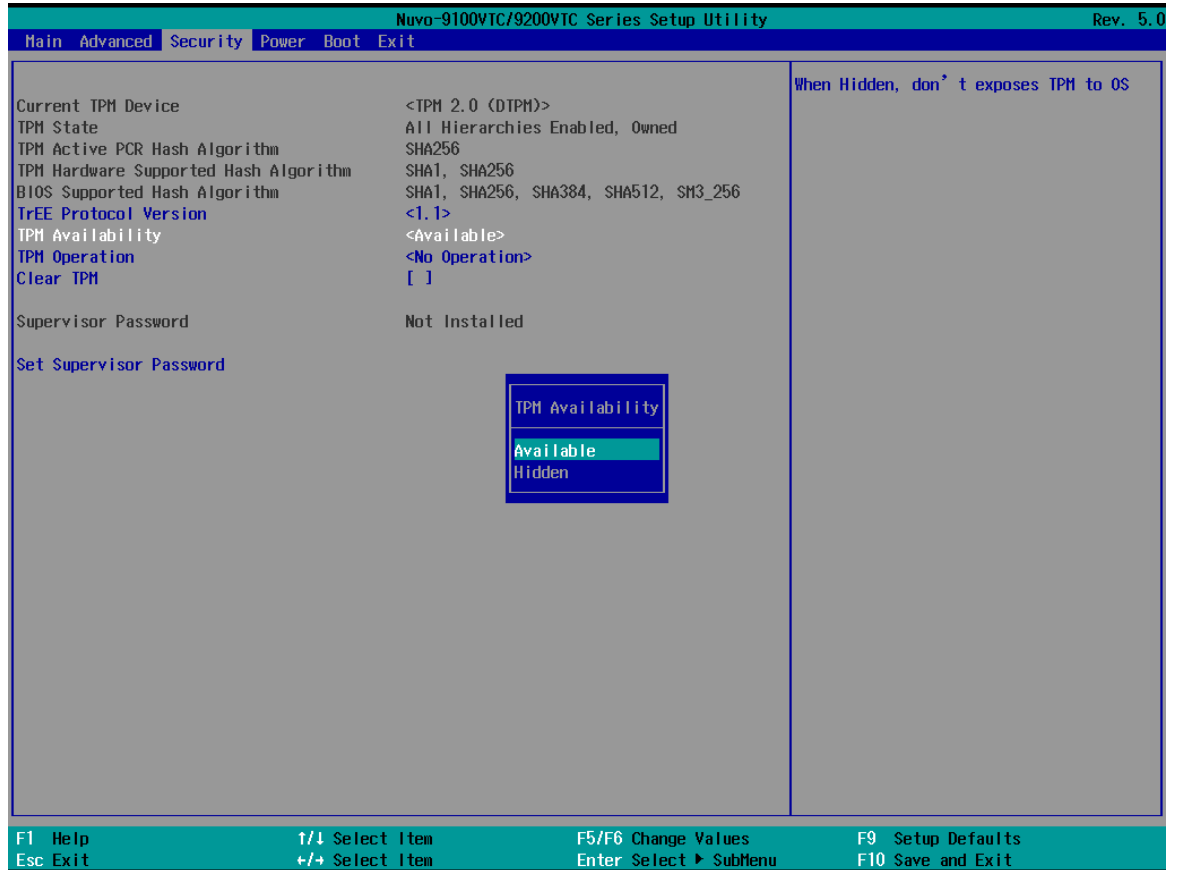 Nuvo-9100VTC/9200VTC Series Setup Utility Rev. 5.0
Main Advanced Security Power Boot Exit
When Hidden, don't exposes TPM to OS
Current TPM Device <TPM 2.0 (DTPM)>
TPM State All Hierarchies Enabled, Owned
TPM Active PCR Hash Algorithm SHA256
TPM Hardware Supported Hash Algorithm SHA1, SHA256
BIOS Supported Hash Algorithm SHA1, SHA256, SHA384, SHA512, SM3_256
TrEE Protocol Version <1.1>
TPM Availability <Available>
TPM Operation <No Operation>
Clear TPM [ ]
Supervisor Password Not Installed
Set Supervisor Password
TPM Availability
Available
Hidden
F1 Help ↑/↓ Select Item F5/F6 Change Values F9 Setup Defaults
Esc Exit ←/→ Select Item Enter Select ▶ SubMenu F10 Save and Exit